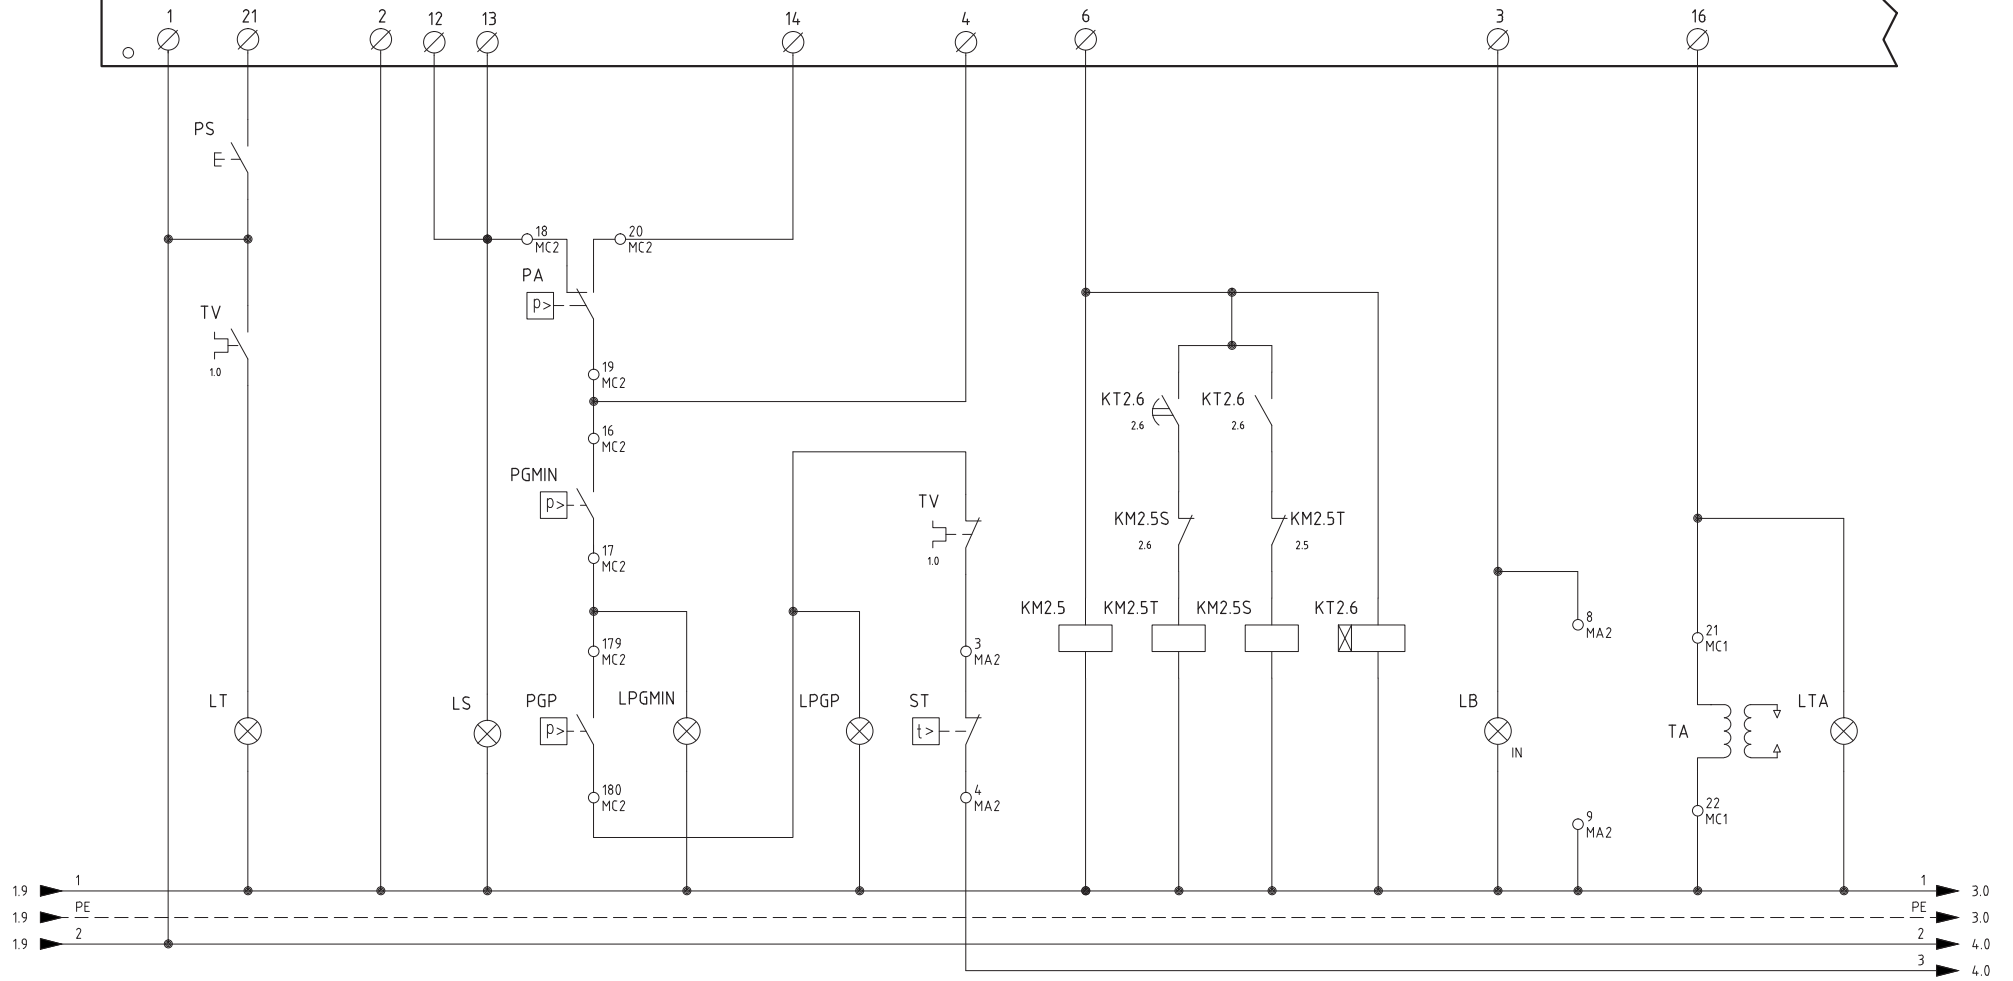 1 21 2 12 13 14 4 6 3 16
PS
18
MC2
20
MC2
PA
p>
TV
1.0
19
MC2
16
MC2
KT2.6
2.6
KT2.6
2.6
PGMIN
p>
TV
1.0
KM2.5S
2.6
KM2.5T
2.5
17
MC2
KM2.5
KM2.5T
KM2.5S
KT2.6
8
MA2
179
MC2
3
MA2
21
MC1
LT
LS
PGP
p>
LPGMIN
LPGP
ST
t>
LB
IN
TA
LTA
180
MC2
4
MA2
9
MA2
22
MC1
1.9 1 1 3.0
1.9 PE PE 3.0
1.9 2 2 4.0
3 4.0